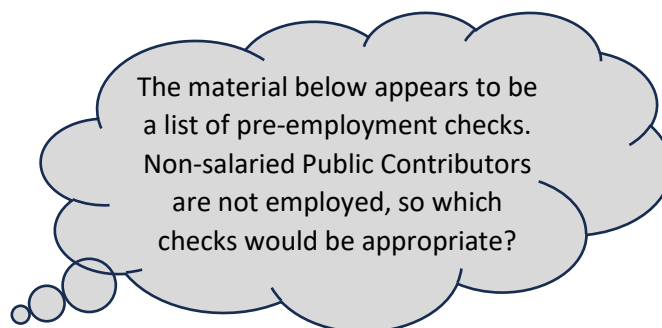 The material below appears to be
a list of pre-employment checks.
Non-salaried Public Contributors
are not employed, so which
checks would be appropriate?